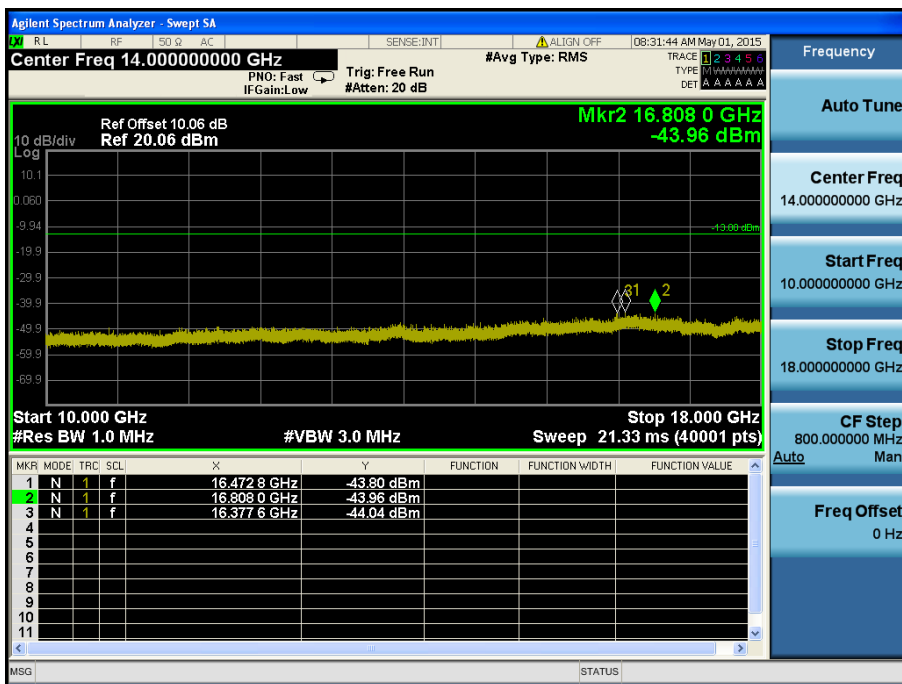 Agilent Spectrum Analyzer - Swept SA
LXI RL RF 50 Ω AC SENSE:INT ALIGN OFF 08:31:44 AM May 01, 2015
Center Freq 14.000000000 GHz
PNO: Fast
IFGain:Low
Trig: Free Run
#Atten: 20 dB
#Avg Type: RMS
TRACE 1 2 3 4 5 6
TYPE M
DET A A A A A A
Mkr2 16.808 0 GHz
-43.96 dBm
Ref Offset 10.06 dB
10 dB/div Ref 20.06 dBm
Log
10.1
0.060
-9.94
-13.00 dBm
-19.9
-29.9
-39.9
-49.9
-59.9
-69.9
31 2
Start 10.000 GHz Stop 18.000 GHz
#Res BW 1.0 MHz #VBW 3.0 MHz Sweep 21.33 ms (40001 pts)
MKR MODE TRC SCL X Y FUNCTION FUNCTION WIDTH FUNCTION VALUE
1 N 1 f 16.472 8 GHz -43.80 dBm
2 N 1 f 16.808 0 GHz -43.96 dBm
3 N 1 f 16.377 6 GHz -44.04 dBm
4
5
6
7
8
9
10
11
MSG STATUS
Frequency
Auto Tune
Center Freq
14.000000000 GHz
Start Freq
10.000000000 GHz
Stop Freq
18.000000000 GHz
CF Step
800.000000 MHz
Auto Man
Freq Offset
0 Hz